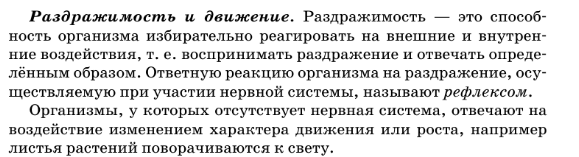 Раздражимость и движение. Раздражимость — это способ-
ность организма избирательно реагировать на внешние и внутрен-
ние воздействия, т. е. воспринимать раздражение и отвечать опреде-
лённым образом. Ответную реакцию организма на раздражение, осу-
ществляемую при участии нервной системы, называют рефлексом.
Организмы, у которых отсутствует нервная система, отвечают на
воздействие изменением характера движения или роста, например
листья растений поворачиваются к свету.